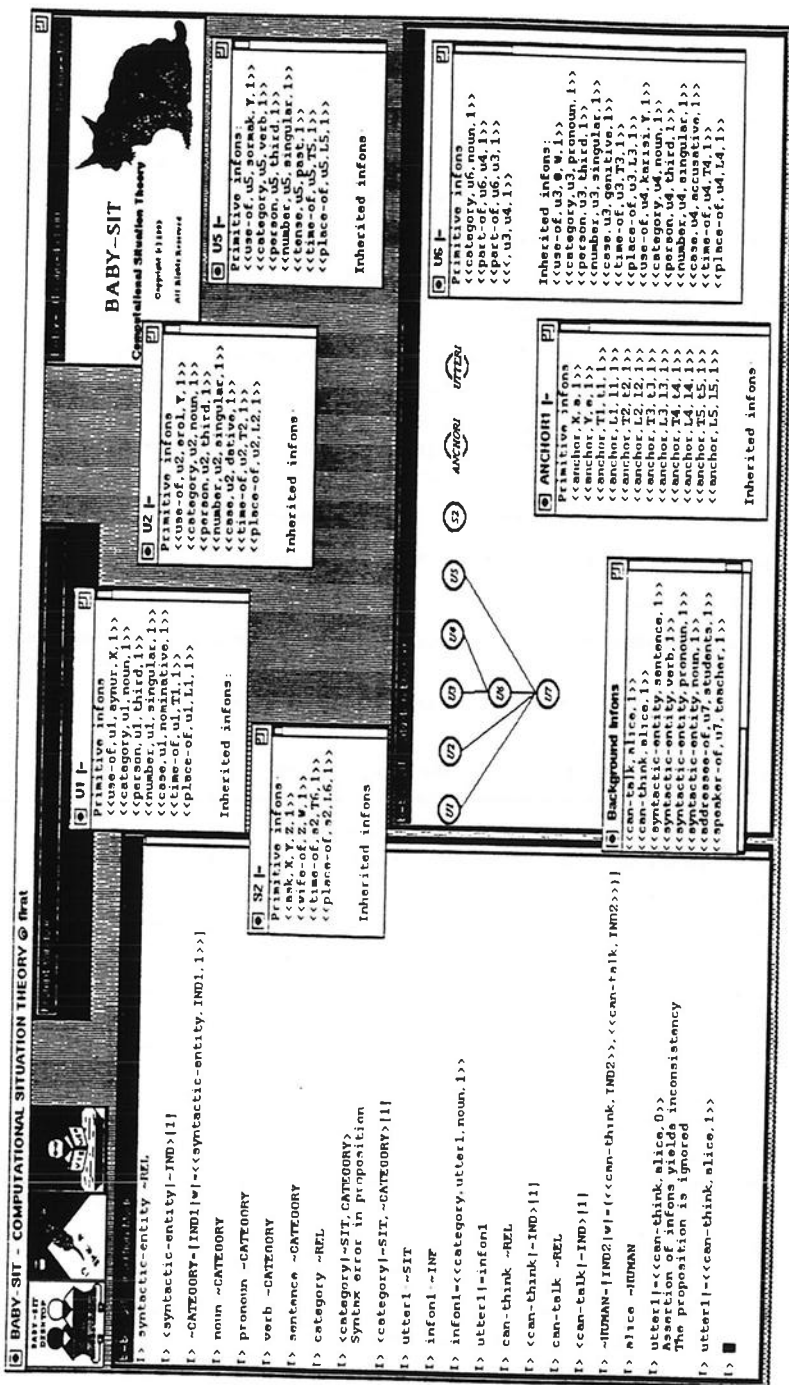 BABY-SIT - COMPUTATIONAL SITUATION THEORY @ firat
BABY-SIT
DESKTOP
I> syntactic-entity ~REL
I> <syntactic-entity|~IND>[1]
I> ~CATEGORY=[IND1|w|=<<syntactic-entity,IND1,1>>]
I> noun ~CATEGORY
I> pronoun ~CATEGORY
I> verb ~CATEGORY
I> sentence ~CATEGORY
I> category ~REL
I> <category|~SIT,CATEGORY>
Syntax error in proposition
I> <category|~SIT,~CATEGORY>[1]
I> utter1 ~SIT
I> infon1 ~INF
I> infon1=<<category,utter1,noun,1>>
I> utter1|=infon1
I> can-think ~REL
I> <can-think|~IND>[1]
I> can-talk ~REL
I> <can-talk|~IND>[1]
I> ~HUMAN=[IND2|w|={<<can-think,IND2>>,<<can-talk,IND2>>}]
I> alice ~HUMAN
I> utter1|=<<can-think,alice,0>>
Assertion of infons yields inconsistency
The proposition is ignored
I> utter1|=<<can-think,alice,1>>
I>
U1 |-
Primitive infons
<<use-of,u1,aynur,X,1>>
<<category,u1,noun,1>>
<<person,u1,third,1>>
<<number,u1,singular,1>>
<<case,u1,nominative,1>>
<<time-of,u1,T1,1>>
<<place-of,u1,L1,1>>
Inherited infons:
S2 |-
Primitive infons
<<ask,X,Y,Z,1>>
<<wife-of,Z,W,1>>
<<time-of,s2,T6,1>>
<<place-of,s2,L6,1>>
Inherited infons:
U2 |-
Primitive infons
<<use-of,u2,erol,Y,1>>
<<category,u2,noun,1>>
<<person,u2,third,1>>
<<number,u2,singular,1>>
<<case,u2,dative,1>>
<<time-of,u2,T2,1>>
<<place-of,u2,L2,1>>
Inherited infons:
BABY-SIT
Computational Situation Theory
Copyright (c) 1993
All Rights Reserved
U5 |-
Primitive infons:
<<use-of,u5,sormak,Y,1>>
<<category,u5,verb,1>>
<<person,u5,third,1>>
<<number,u5,singular,1>>
<<tense,u5,past,1>>
<<time-of,u5,T5,1>>
<<place-of,u5,L5,1>>
Inherited infons:
U1
U2
U3
U4
U5
S2
ANCHOR1
UTTER1
U6
U7
Background Infons
<<can-talk,alice,1>>
<<can-think,alice,1>>
<<syntactic-entity,sentence,1>>
<<syntactic-entity,verb,1>>
<<syntactic-entity,pronoun,1>>
<<syntactic-entity,noun,1>>
<<addressee-of,u7,students,1>>
<<speaker-of,u7,teacher,1>>
ANCHOR1 |-
Primitive infons
<<anchor,X,a,1>>
<<anchor,Y,e,1>>
<<anchor,T1,t1,1>>
<<anchor,L1,l1,1>>
<<anchor,T2,t2,1>>
<<anchor,L2,l2,1>>
<<anchor,T3,t3,1>>
<<anchor,L3,l3,1>>
<<anchor,T4,t4,1>>
<<anchor,L4,l4,1>>
<<anchor,T5,t5,1>>
<<anchor,L5,l5,1>>
Inherited infons
U6 |-
Primitive infons
<<category,u6,noun,1>>
<<part-of,u6,u4,1>>
<<part-of,u6,u3,1>>
<<<,u3,u4,1>>
Inherited infons:
<<use-of,u3,@,W,1>>
<<category,u3,pronoun,1>>
<<person,u3,third,1>>
<<number,u3,singular,1>>
<<case,u3,genitive,1>>
<<time-of,u3,T3,1>>
<<place-of,u3,L3,1>>
<<use-of,u4,karisi,Y,1>>
<<category,u4,noun,1>>
<<person,u4,third,1>>
<<number,u4,singular,1>>
<<case,u4,accusative,1>>
<<time-of,u4,T4,1>>
<<place-of,u4,L4,1>>